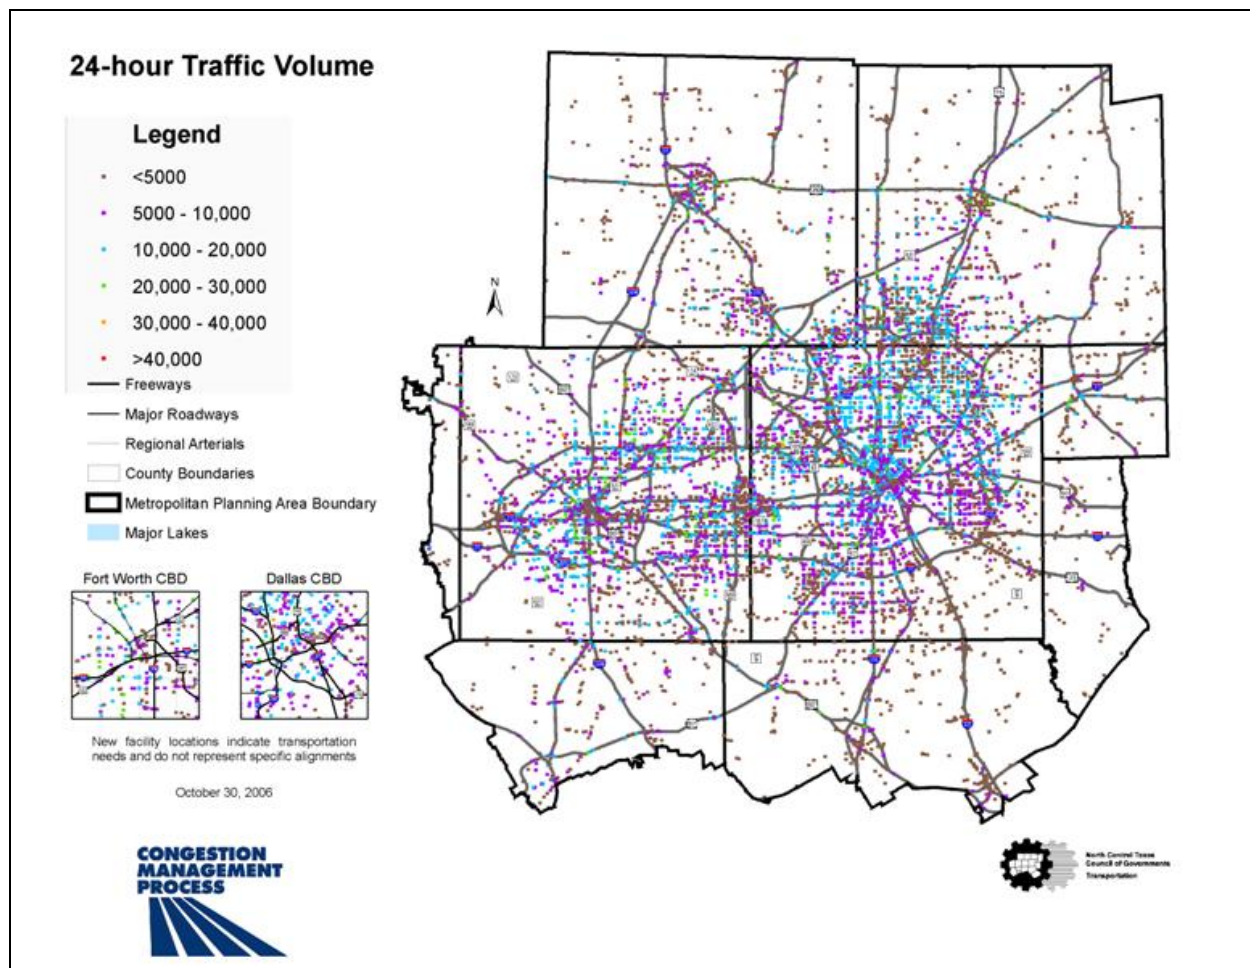 24-hour Traffic Volume
Legend
<5000
5000 - 10,000
10,000 - 20,000
20,000 - 30,000
30,000 - 40,000
>40,000
Freeways
Major Roadways
Regional Arterials
County Boundaries
Metropolitan Planning Area Boundary
Major Lakes
N
Fort Worth CBD
Dallas CBD
New facility locations indicate transportation
needs and do not represent specific alignments
October 30, 2006
CONGESTION
MANAGEMENT
PROCESS
North Central Texas
Council of Governments
Transportation